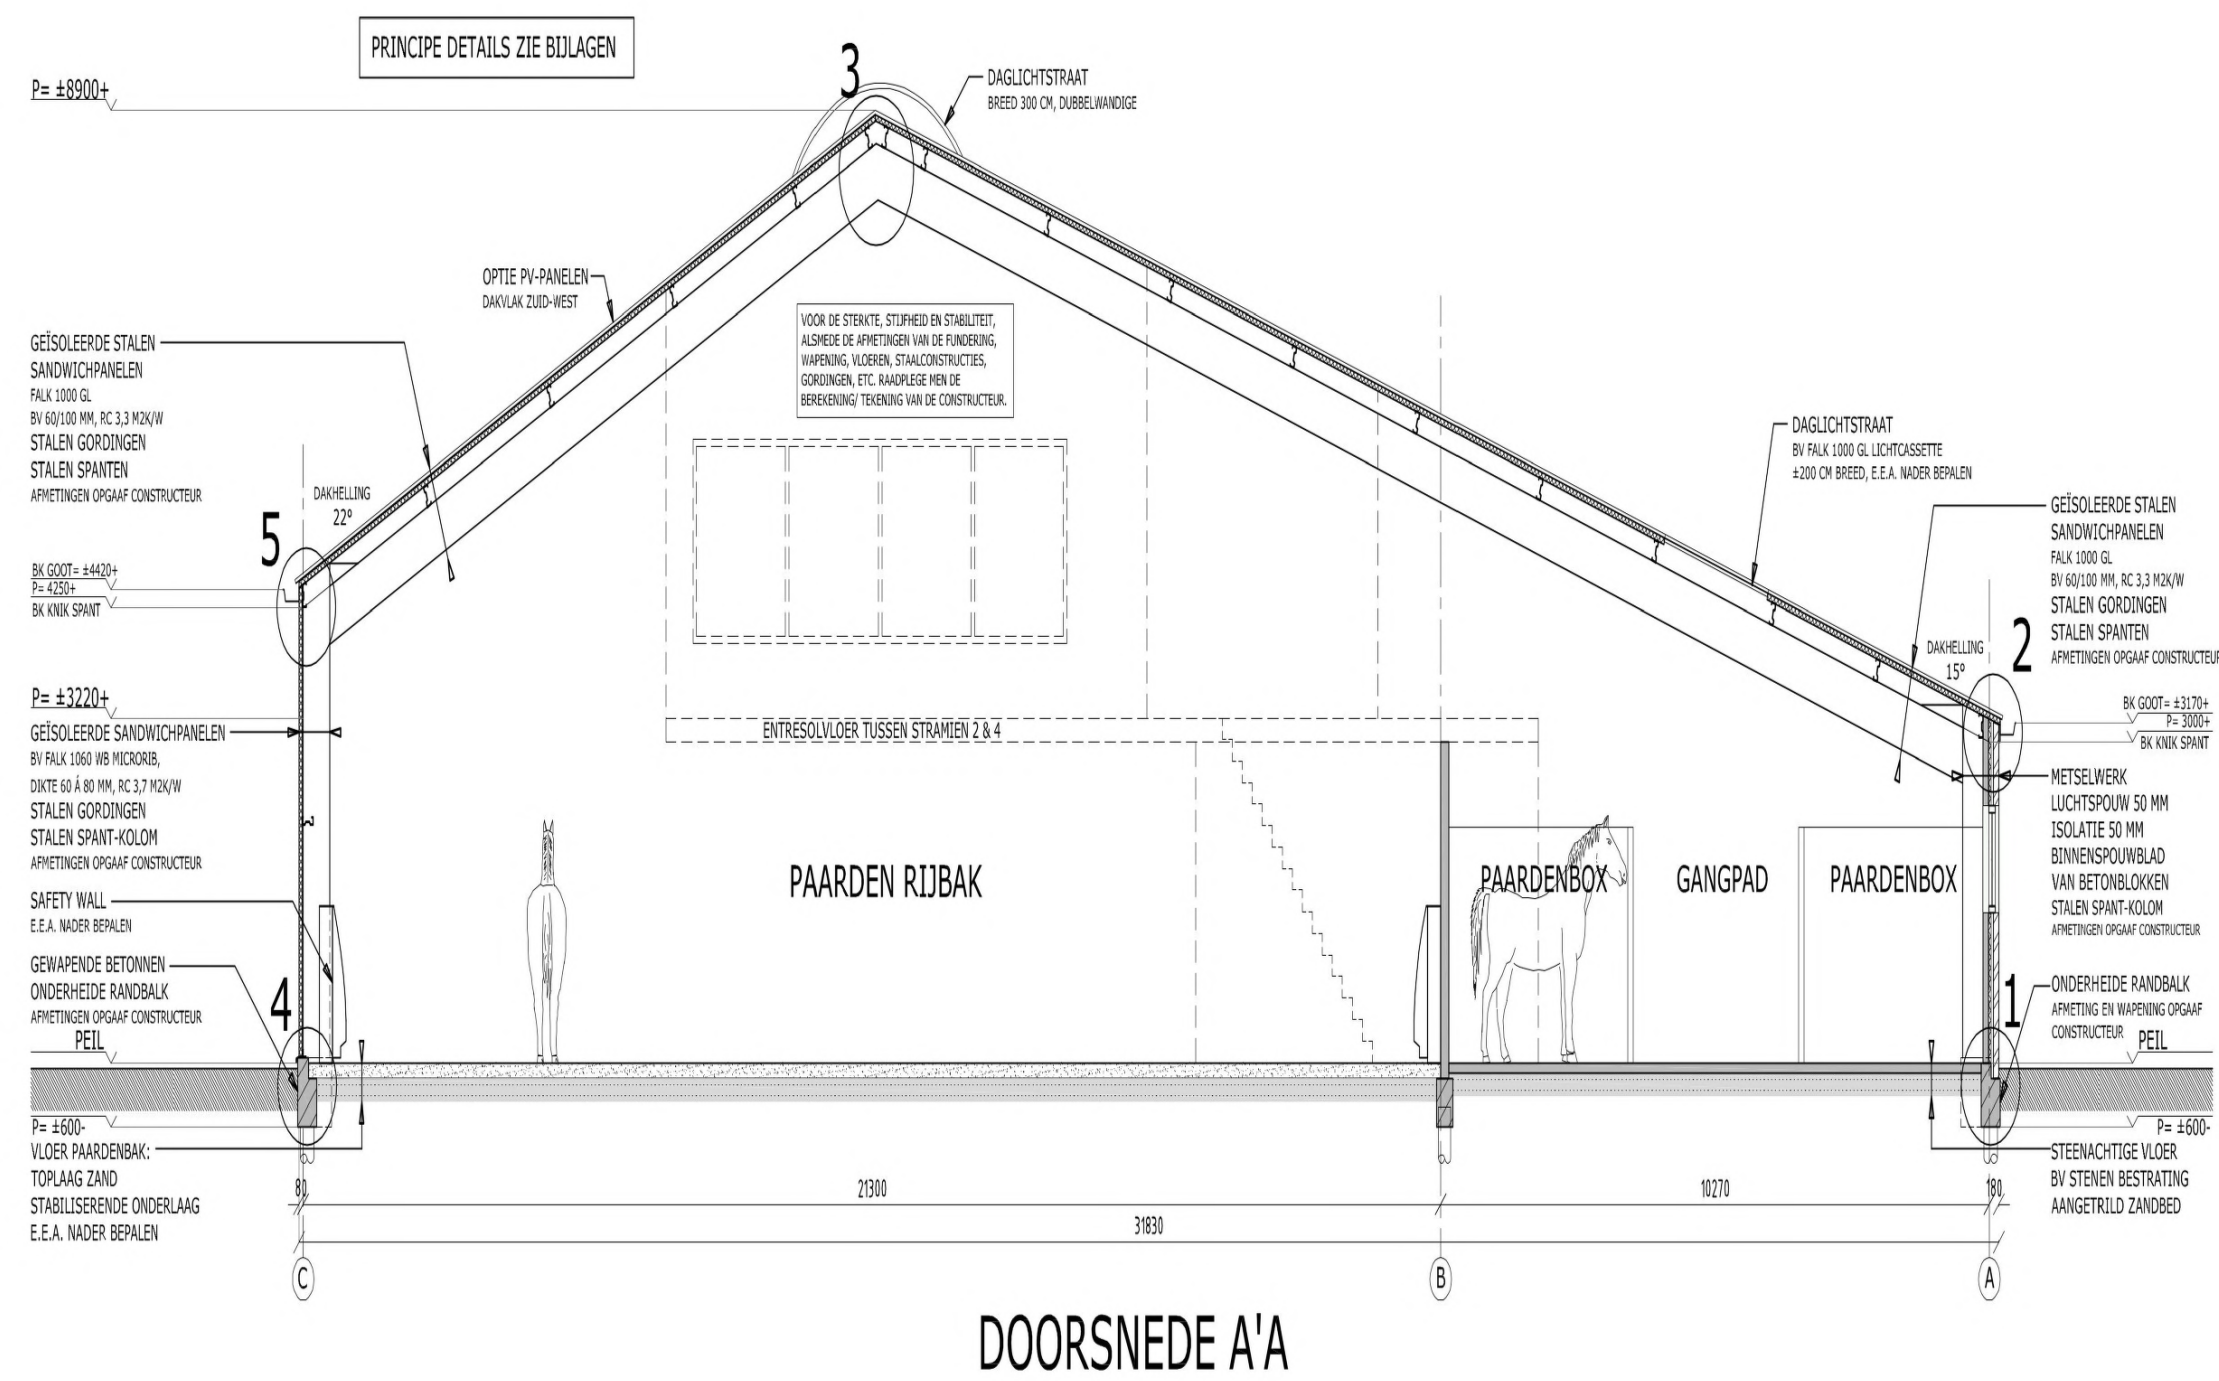 PRINCIPE DETAILS ZIE BIJLAGEN
3
P= ±8900+
DAGLICHTSTRAAT
BREED 300 CM, DUBBELWANDIGE
OPTIE PV-PANELEN
DAKVLAK ZUID-WEST
VOOR DE STERKTE, STIJFHEID EN STABILITEIT,
ALSMEDE DE AFMETINGEN VAN DE FUNDERING,
WAPENING, VLOEREN, STAALCONSTRUCTIES,
GORDINGEN, ETC. RAADPLEGE MEN DE
BEREKENING/ TEKENING VAN DE CONSTRUCTEUR.
GEÏSOLEERDE STALEN
SANDWICHPANELEN
FALK 1000 GL
BV 60/100 MM, RC 3,3 M2K/W
STALEN GORDINGEN
STALEN SPANTEN
AFMETINGEN OPGAAF CONSTRUCTEUR
DAKHELLING
22°
5
BK GOOT= ±4420+
P= 4250+
BK KNIK SPANT
P= ±3220+
GEÏSOLEERDE SANDWICHPANELEN
BV FALK 1060 WB MICRORIB,
DIKTE 60 Á 80 MM, RC 3,7 M2K/W
STALEN GORDINGEN
STALEN SPANT-KOLOM
AFMETINGEN OPGAAF CONSTRUCTEUR
SAFETY WALL
E.E.A. NADER BEPALEN
GEWAPENDE BETONNEN
ONDERHEIDE RANDBALK
AFMETINGEN OPGAAF CONSTRUCTEUR
4
PEIL
P= ±600-
VLOER PAARDENBAK:
TOPLAAG ZAND
STABILISERENDE ONDERLAAG
E.E.A. NADER BEPALEN
ENTRESOLVLOER TUSSEN STRAMIEN 2 & 4
PAARDEN RIJBAK
PAARDENBOX
GANGPAD
PAARDENBOX
DAGLICHTSTRAAT
BV FALK 1000 GL LICHTCASSETTE
±200 CM BREED, E.E.A. NADER BEPALEN
GEÏSOLEERDE STALEN
SANDWICHPANELEN
FALK 1000 GL
BV 60/100 MM, RC 3,3 M2K/W
STALEN GORDINGEN
STALEN SPANTEN
AFMETINGEN OPGAAF CONSTRUCTEUR
DAKHELLING
15°
2
BK GOOT= ±3170+
P= 3000+
BK KNIK SPANT
METSELWERK
LUCHTSPOUW 50 MM
ISOLATIE 50 MM
BINNENSPOUWBLAD
VAN BETONBLOKKEN
STALEN SPANT-KOLOM
AFMETINGEN OPGAAF CONSTRUCTEUR
1
ONDERHEIDE RANDBALK
AFMETING EN WAPENING OPGAAF
CONSTRUCTEUR
PEIL
P= ±600-
STEENACHTIGE VLOER
BV STENEN BESTRATING
AANGETRILD ZANDBED
80
21300
10270
180
31830
C
B
A
DOORSNEDE A'A